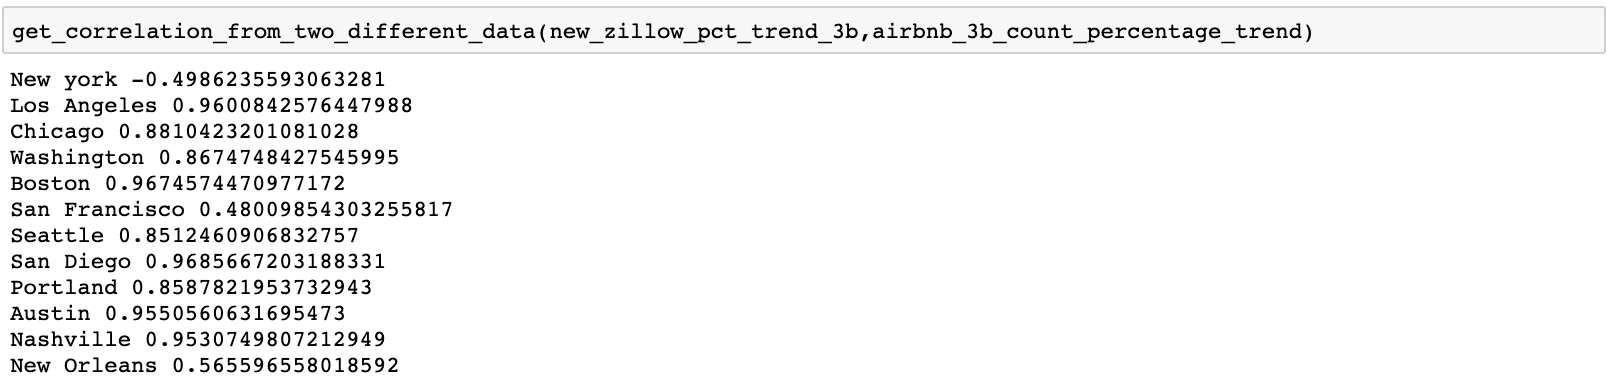 get_correlation_from_two_different_data(new_zillow_pct_trend_3b,airbnb_3b_count_percentage_trend)
New york -0.4986235593063281
Los Angeles 0.9600842576447988
Chicago 0.8810423201081028
Washington 0.8674748427545995
Boston 0.9674574470977172
San Francisco 0.48009854303255817
Seattle 0.8512460906832757
San Diego 0.9685667203188331
Portland 0.8587821953732943
Austin 0.9550560631695473
Nashville 0.9530749807212949
New Orleans 0.565596558018592